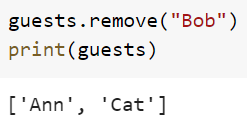 guests.remove("Bob")
print(guests)
['Ann', 'Cat']